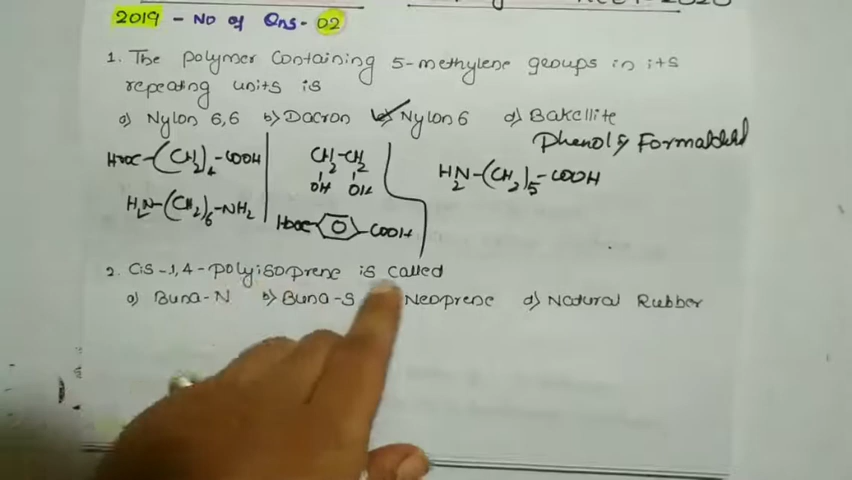 2019 - No of Qns- 02
1. The polymer containing 5-methylene groups in its
repeating units is
a) Nylon 6,6 b) Dacron c) Nylon 6 d) Bakellite
Phenol &
HOOC-(CH2)4-COOH
CH2-CH2
OH OH
H2N-(CH2)5-COOH
H2N-(CH2)6-NH2
HOOC- -COOH
2. Cis-1,4-polyisoprene is called
a) Buna-N b) Buna-S Neoprene d) Natural Rubber